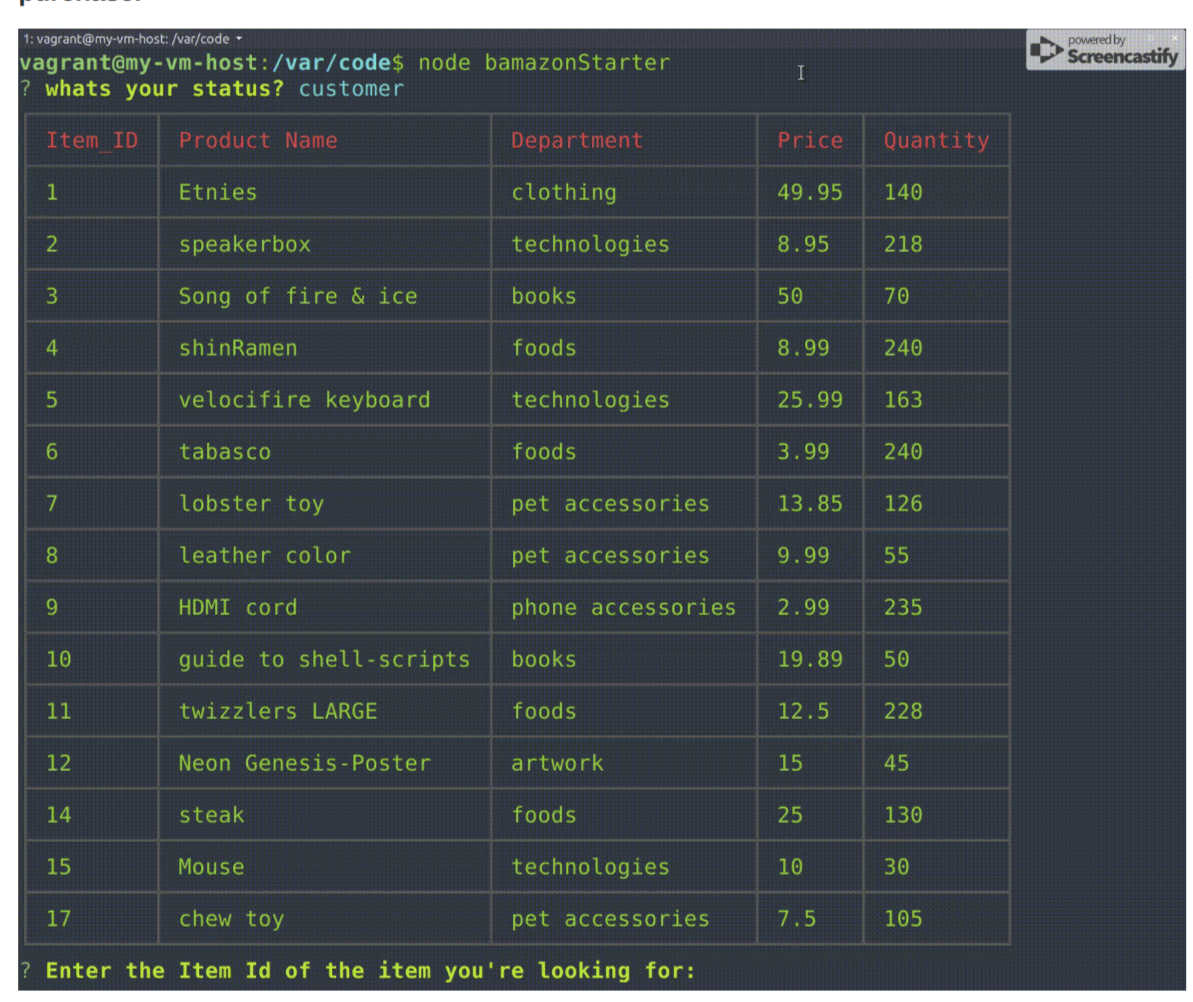 1: vagrant@my-vm-host: /var/code
powered by
Screencastify
vagrant@my-vm-host:/var/code$ node bamazonStarter
? whats your status? customer
Item_ID Product Name Department Price Quantity
1 Etnies clothing 49.95 140
2 speakerbox technologies 8.95 218
3 Song of fire & ice books 50 70
4 shinRamen foods 8.99 240
5 velocifire keyboard technologies 25.99 163
6 tabasco foods 3.99 240
7 lobster toy pet accessories 13.85 126
8 leather color pet accessories 9.99 55
9 HDMI cord phone accessories 2.99 235
10 guide to shell-scripts books 19.89 50
11 twizzlers LARGE foods 12.5 228
12 Neon Genesis-Poster artwork 15 45
14 steak foods 25 130
15 Mouse technologies 10 30
17 chew toy pet accessories 7.5 105
? Enter the Item Id of the item you're looking for: